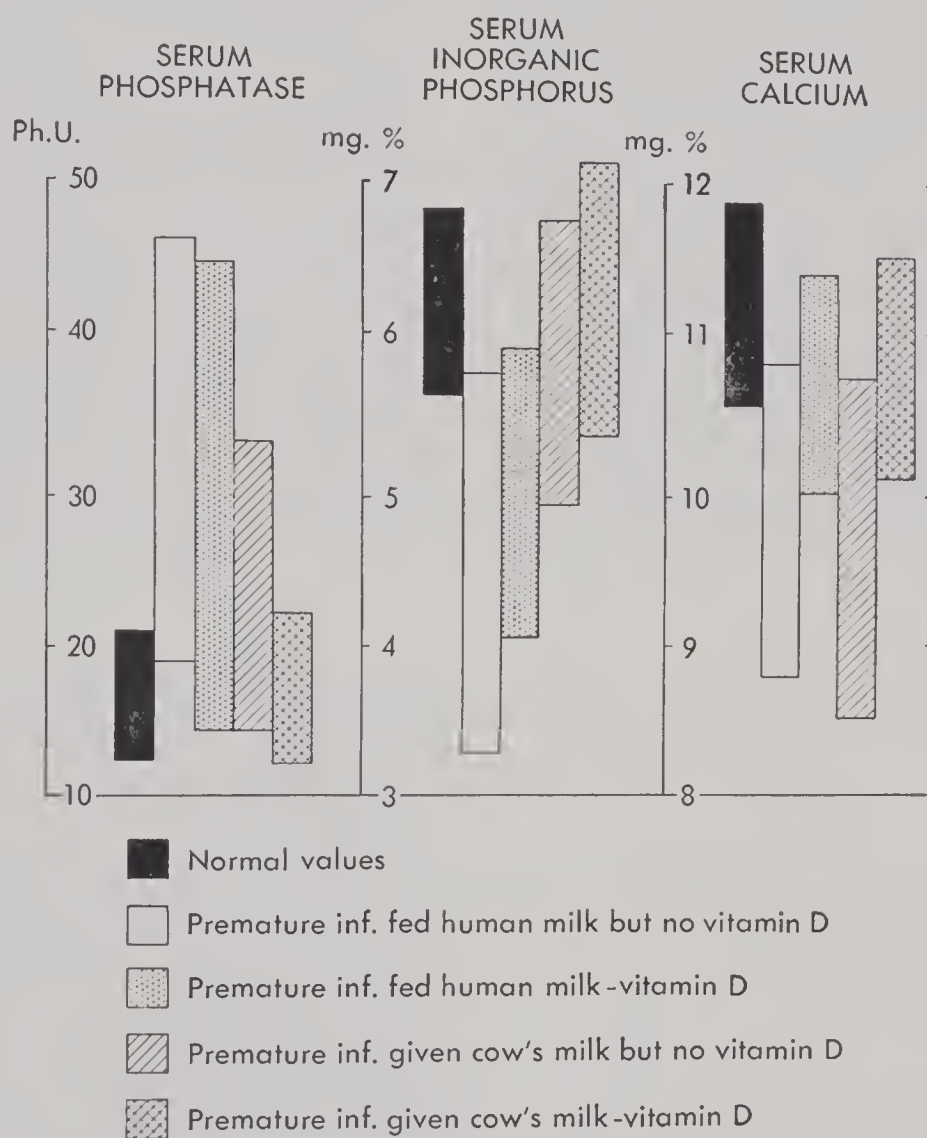 SERUM
PHOSPHATASE
SERUM
INORGANIC
PHOSPHORUS
SERUM
CALCIUM
Ph.U.
50
40
30
20
10
mg. %
7
6
5
4
3
mg. %
12
11
10
9
8
Normal values
Premature inf. fed human milk but no vitamin D
Premature inf. fed human milk-vitamin D
Premature inf. given cow's milk but no vitamin D
Premature inf. given cow's milk-vitamin D